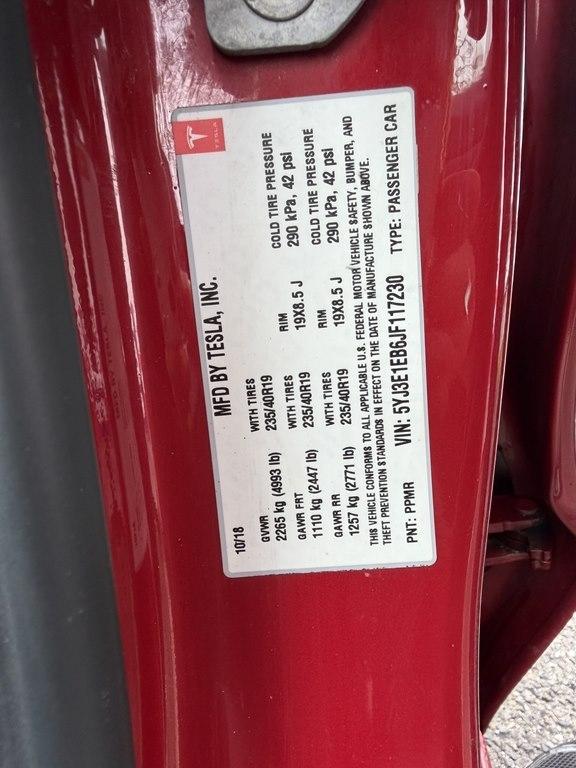 TESLA
10/18 MFD BY TESLA, INC.
GVWR WITH TIRES RIM COLD TIRE PRESSURE
2265 kg (4993 lb) 235/40R19 19X8.5 J 290 kPa, 42 psi
GAWR FRT WITH TIRES RIM COLD TIRE PRESSURE
1110 kg (2447 lb) 235/40R19 19X8.5 J 290 kPa, 42 psi
GAWR RR WITH TIRES
1257 kg (2771 lb) 235/40R19
THIS VEHICLE CONFORMS TO ALL APPLICABLE U.S. FEDERAL MOTOR VEHICLE SAFETY, BUMPER, AND
THEFT PREVENTION STANDARDS IN EFFECT ON THE DATE OF MANUFACTURE SHOWN ABOVE.
PNT: PPMR VIN: 5YJ3E1EB6JF117230 TYPE: PASSENGER CAR